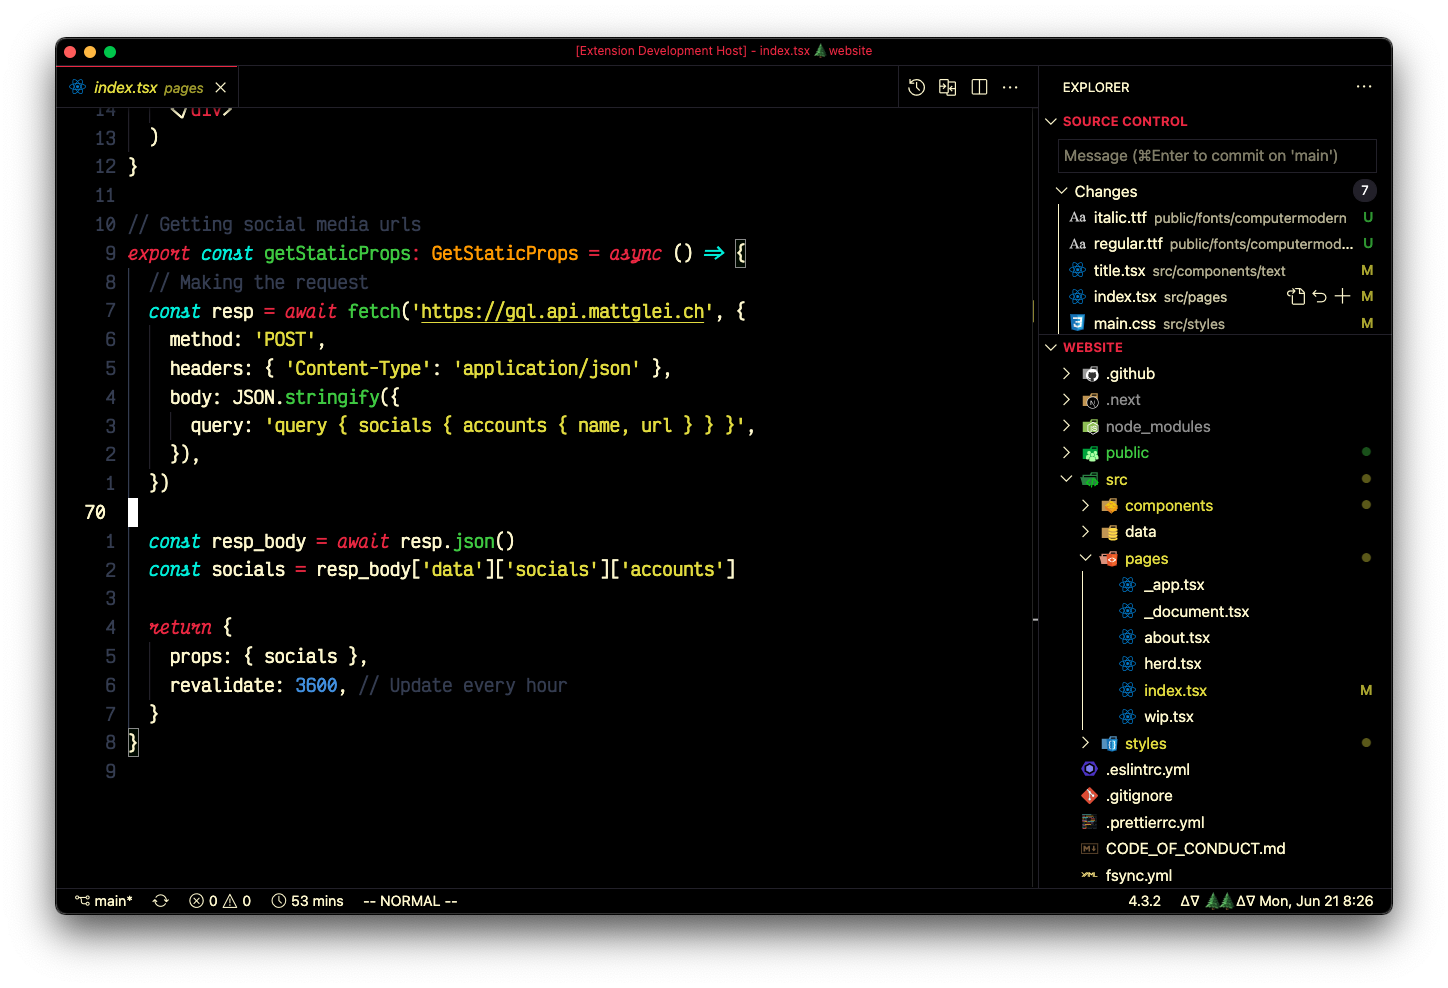 [Extension Development Host] - index.tsx 🌲website
index.tsx pages
14 </div>
13 )
12 }
11
10 // Getting social media urls
9 export const getStaticProps: GetStaticProps = async () => {
8 // Making the request
7 const resp = await fetch('https://gql.api.mattglei.ch', {
6 method: 'POST',
5 headers: { 'Content-Type': 'application/json' },
4 body: JSON.stringify({
3 query: 'query { socials { accounts { name, url } } }',
2 }),
1 })
70
1 const resp_body = await resp.json()
2 const socials = resp_body['data']['socials']['accounts']
3
4 return {
5 props: { socials },
6 revalidate: 3600, // Update every hour
7 }
8 }
9
EXPLORER
SOURCE CONTROL
Message (⌘Enter to commit on 'main')
Changes 7
Aa italic.ttf public/fonts/computermodern U
Aa regular.ttf public/fonts/computermod... U
title.tsx src/components/text M
index.tsx src/pages M
main.css src/styles M
WEBSITE
.github
.next
node_modules
public
src
components
data
pages
_app.tsx
_document.tsx
about.tsx
herd.tsx
index.tsx M
wip.tsx
styles
.eslintrc.yml
.gitignore
.prettierrc.yml
CODE_OF_CONDUCT.md
fsync.yml
main* 0 0 53 mins -- NORMAL -- 4.3.2 ∆∇ 🌲🌲∆∇ Mon, Jun 21 8:26